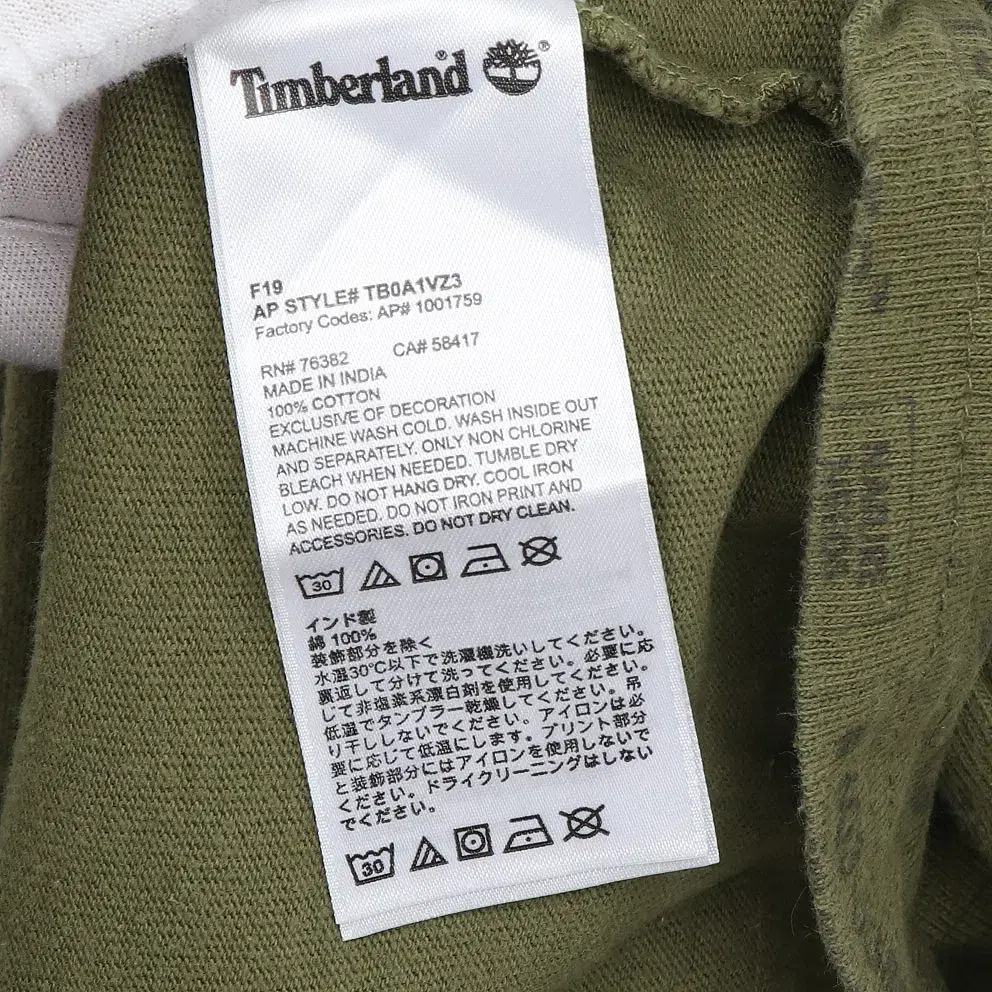 Timberland®
F19
AP STYLE# TB0A1VZ3
Factory Codes: AP# 1001759
RN# 76382 CA# 58417
MADE IN INDIA
100% COTTON
EXCLUSIVE OF DECORATION
MACHINE WASH COLD. WASH INSIDE OUT
AND SEPARATELY. ONLY NON CHLORINE
BLEACH WHEN NEEDED. TUMBLE DRY
LOW. DO NOT HANG DRY. COOL IRON
AS NEEDED. DO NOT IRON PRINT AND
ACCESSORIES. DO NOT DRY CLEAN.
30
インド製
綿 100%
装飾部分を除く
水温30℃以下で洗濯機洗いしてください。
裏返して分けて洗ってください。必要に応
じて非塩素系漂白剤を使用してください。
低温でタンブラー乾燥してください。吊
り干ししないでください。アイロンは必
要に応じて低温にします。プリント部分
と装飾部分にはアイロンを使用しないで
ください。ドライクリーニングはしない
でください。
30